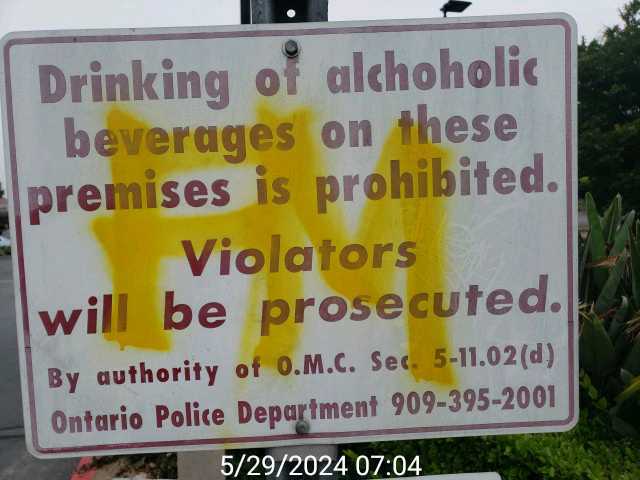 Drinking of alchoholic
beverages on these
premises is prohibited.
Violators
will be prosecuted.
By authority of O.M.C. Sec. 5-11.02(d)
Ontario Police Department 909-395-2001
5/29/2024 07:04